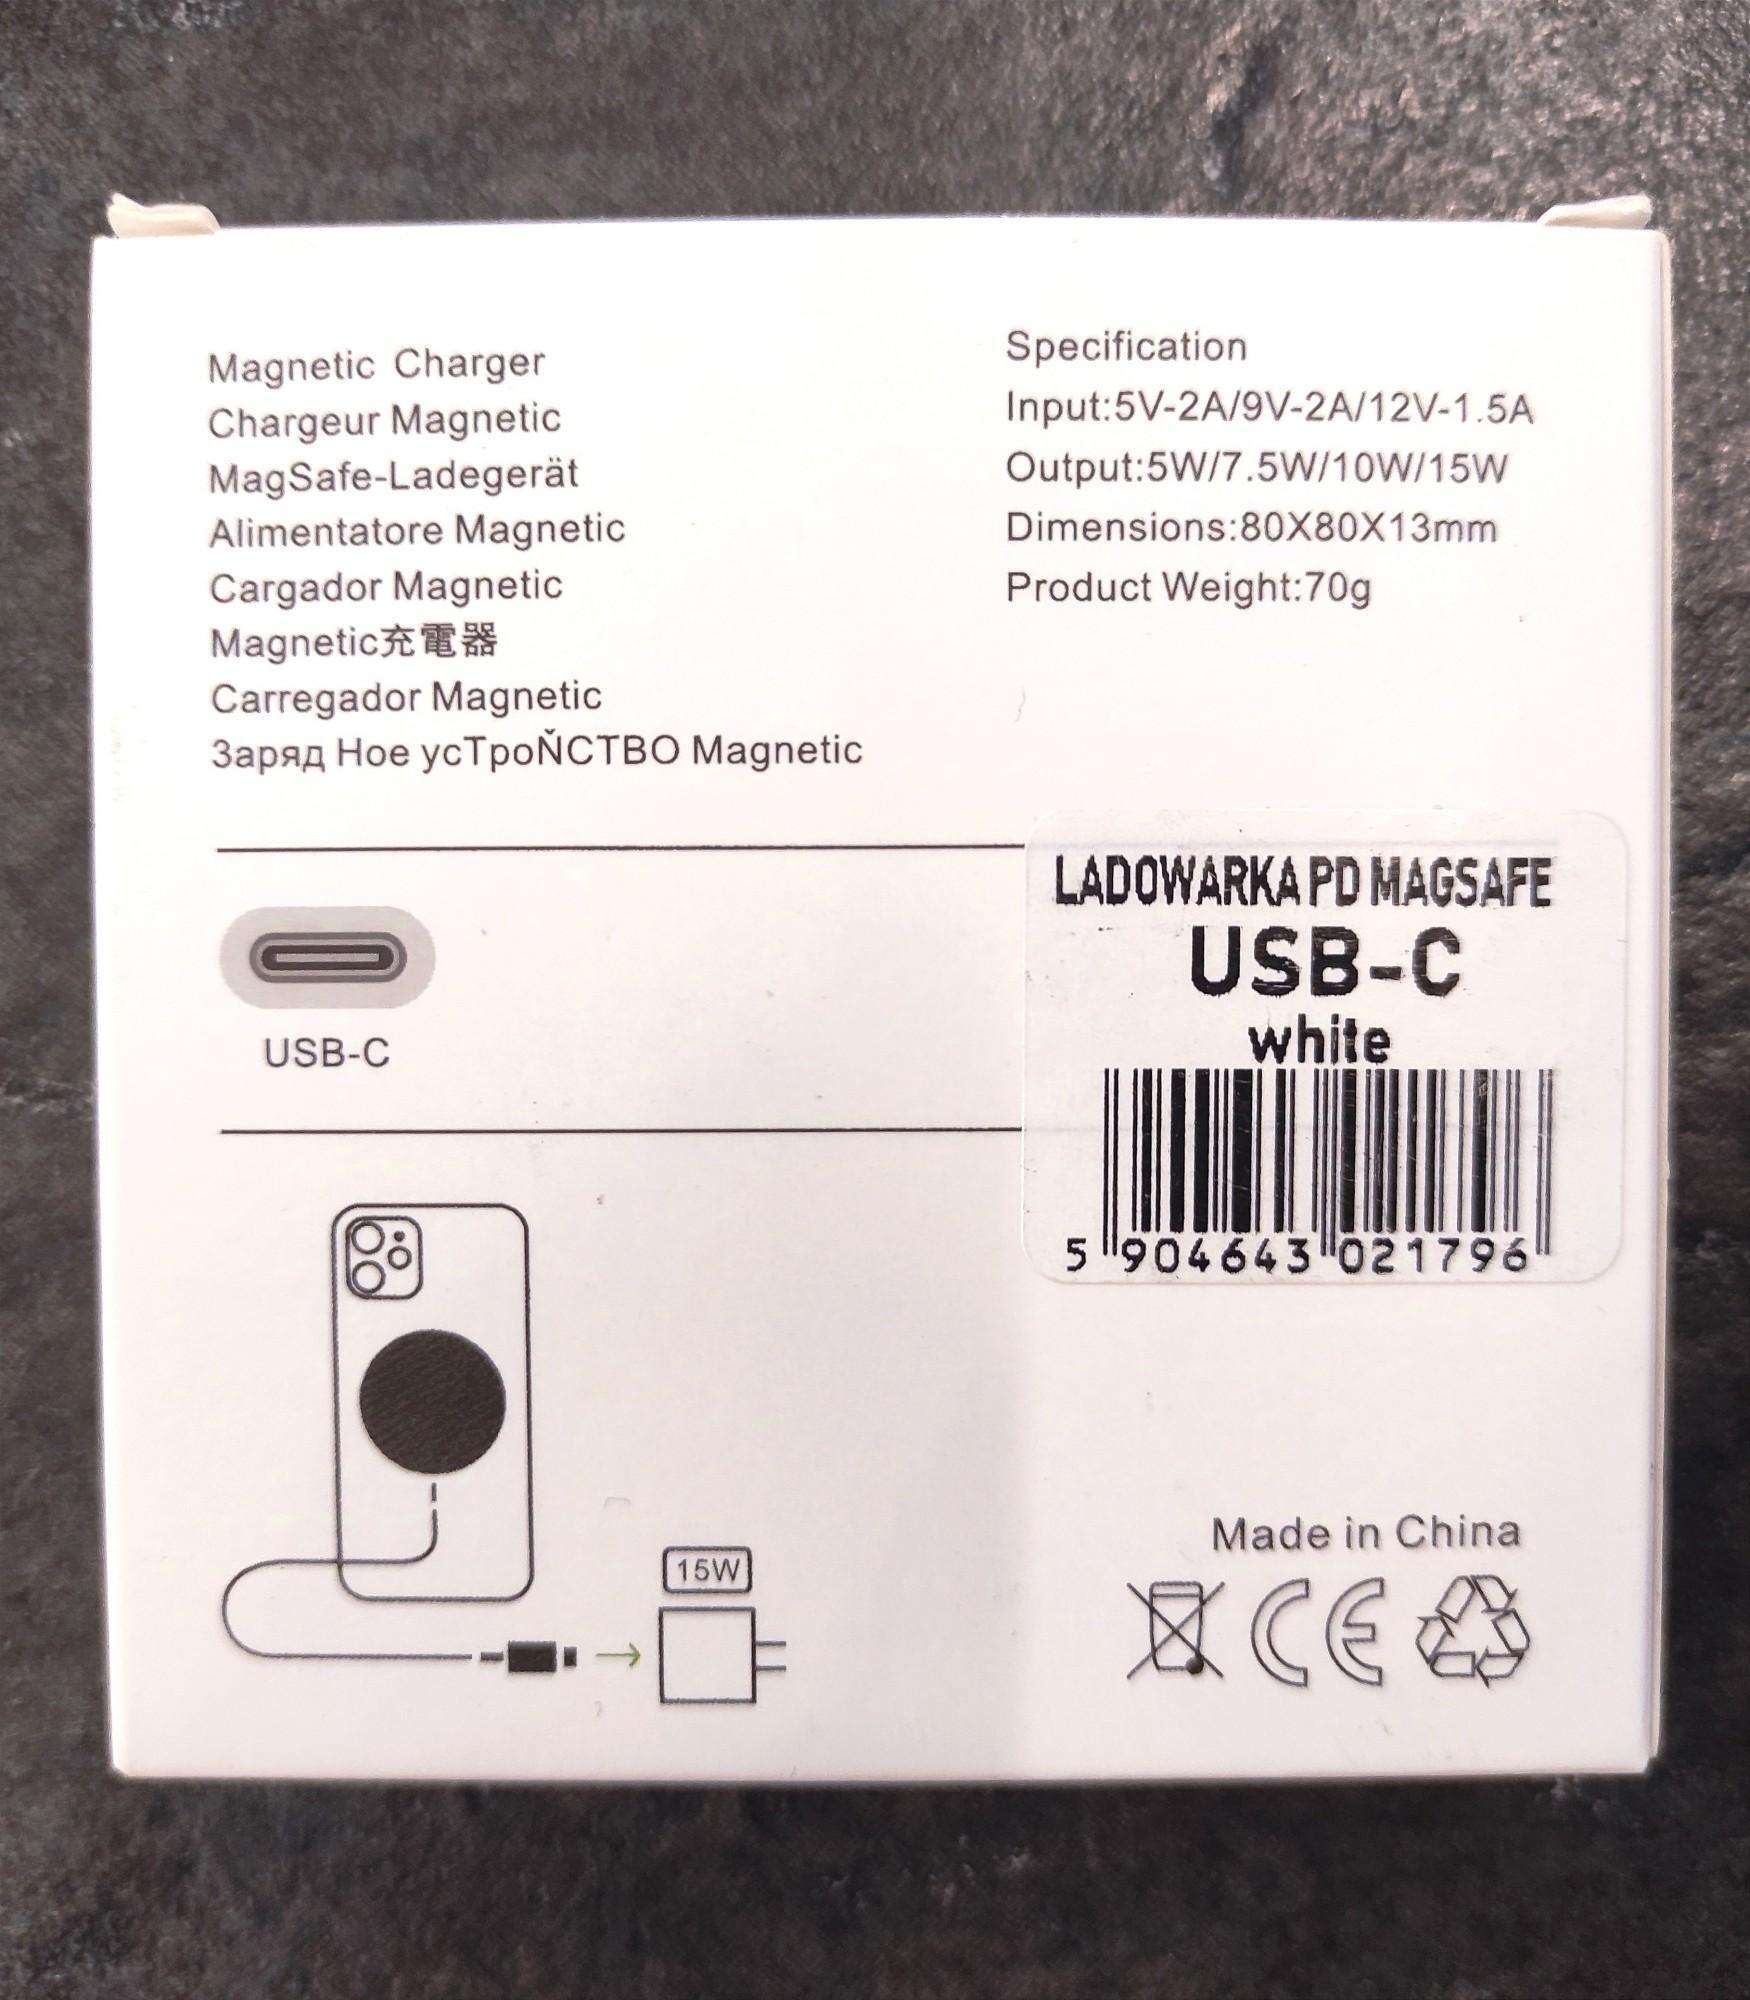 Magnetic Charger
Chargeur Magnetic
MagSafe-Ladegerät
Alimentatore Magnetic
Cargador Magnetic
Magnetic充電器
Carregador Magnetic
Заряд Ное усТроŇСТВО Magnetic
Specification
Input:5V-2A/9V-2A/12V-1.5A
Output:5W/7.5W/10W/15W
Dimensions:80X80X13mm
Product Weight:70g
USB-C
LADOWARKA PD MAGSAFE
USB-C
white
5 904643 021796
15W
Made in China
CE